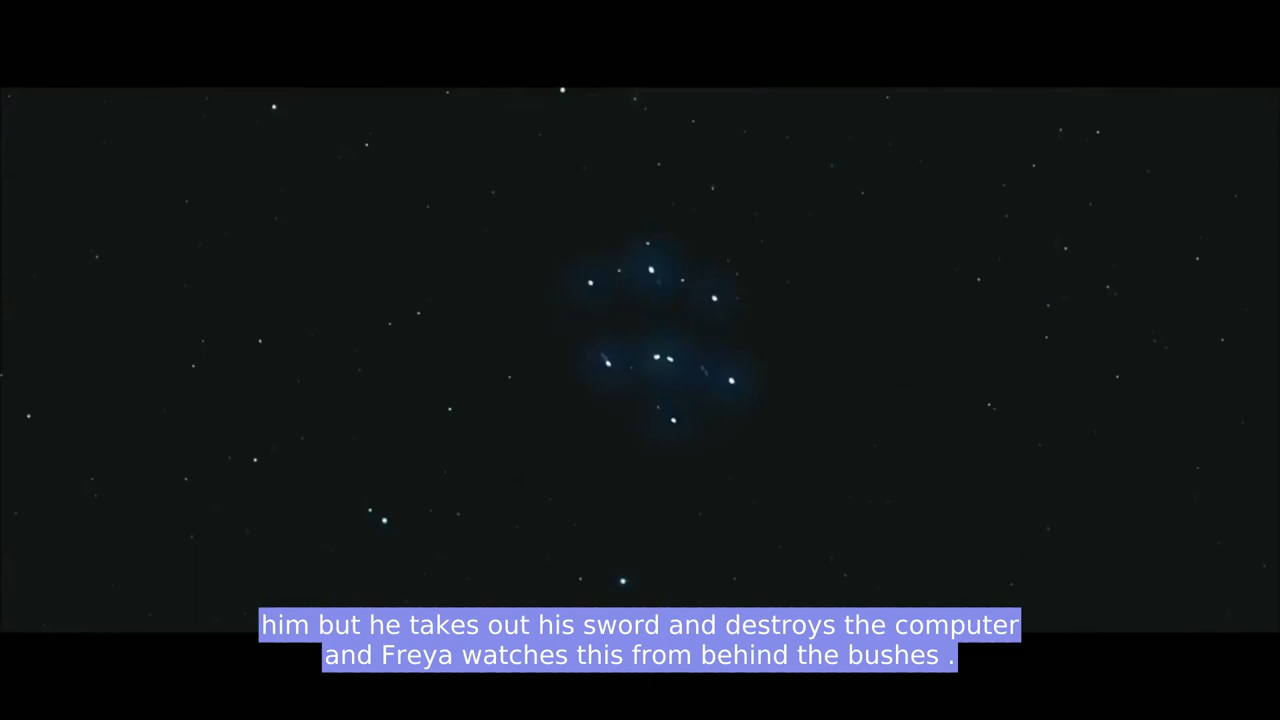 him but he takes out his sword and destroys the computer
and Freya watches this from behind the bushes .